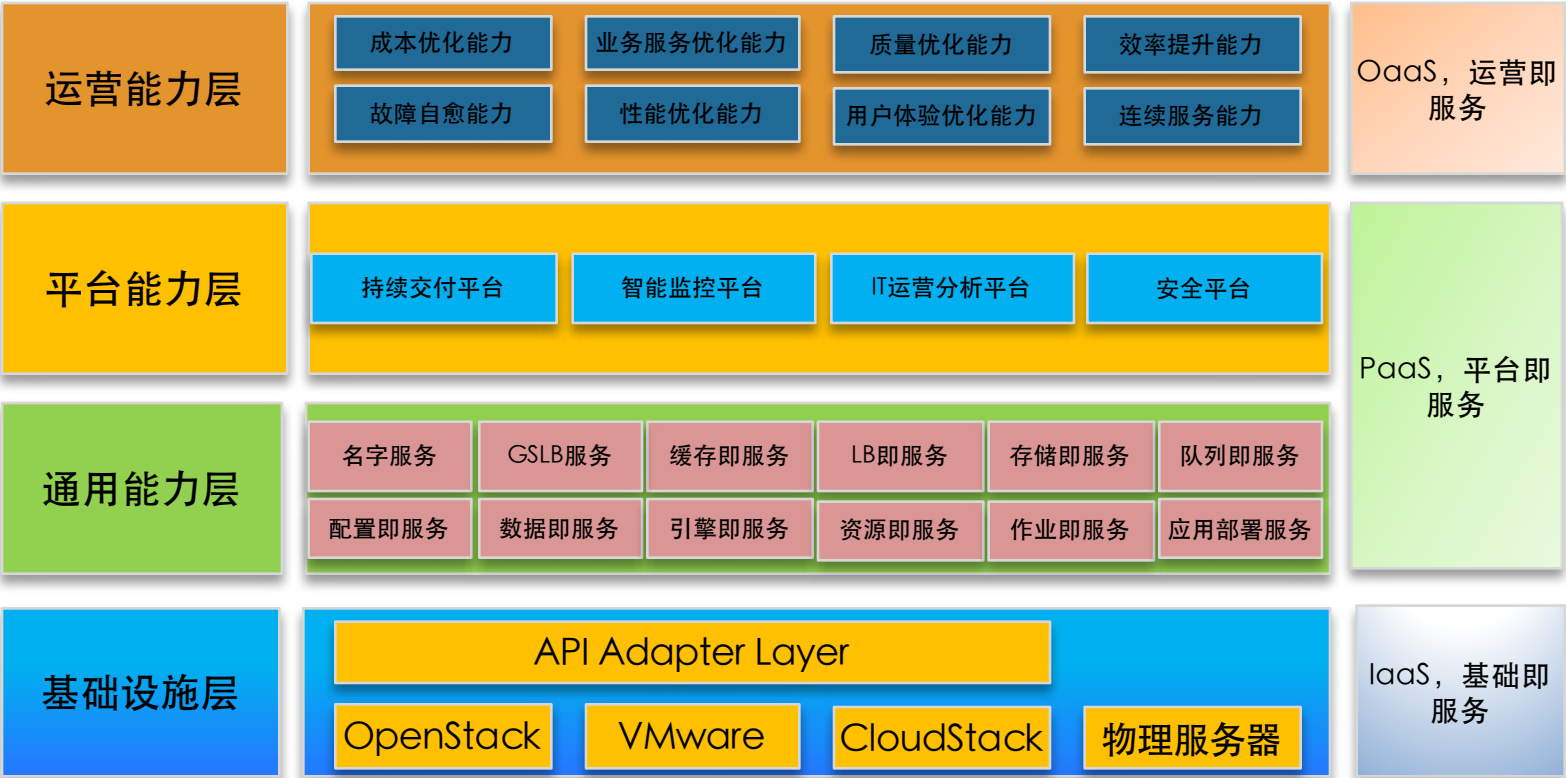 运营能力层
成本优化能力
业务服务优化能力
质量优化能力
效率提升能力
故障自愈能力
性能优化能力
用户体验优化能力
连续服务能力
OaaS，运营即
服务
平台能力层
持续交付平台
智能监控平台
IT运营分析平台
安全平台
PaaS，平台即
服务
通用能力层
名字服务
GSLB服务
缓存即服务
LB即服务
存储即服务
队列即服务
配置即服务
数据即服务
引擎即服务
资源即服务
作业即服务
应用部署服务
基础设施层
API Adapter Layer
OpenStack
VMware
CloudStack
物理服务器
IaaS，基础即
服务